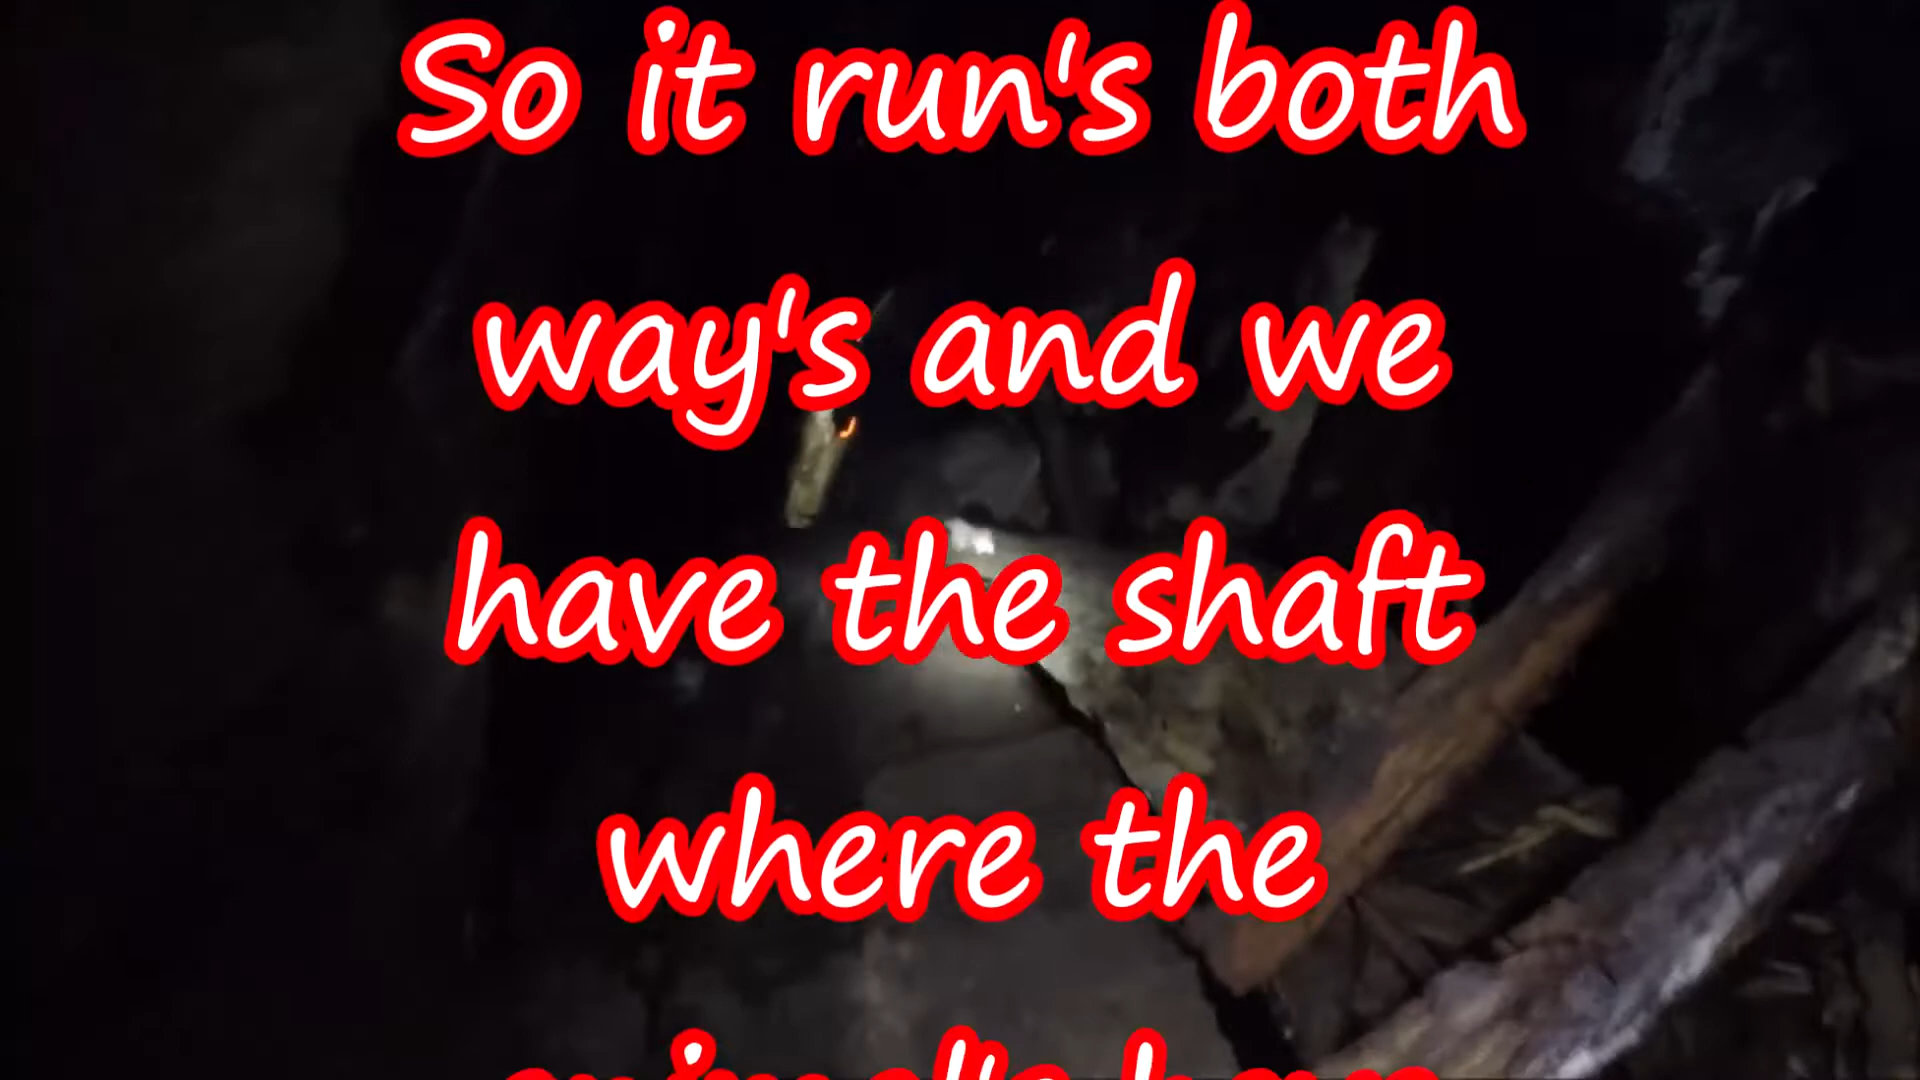 So it run's both
way's and we
have the shaft
where the